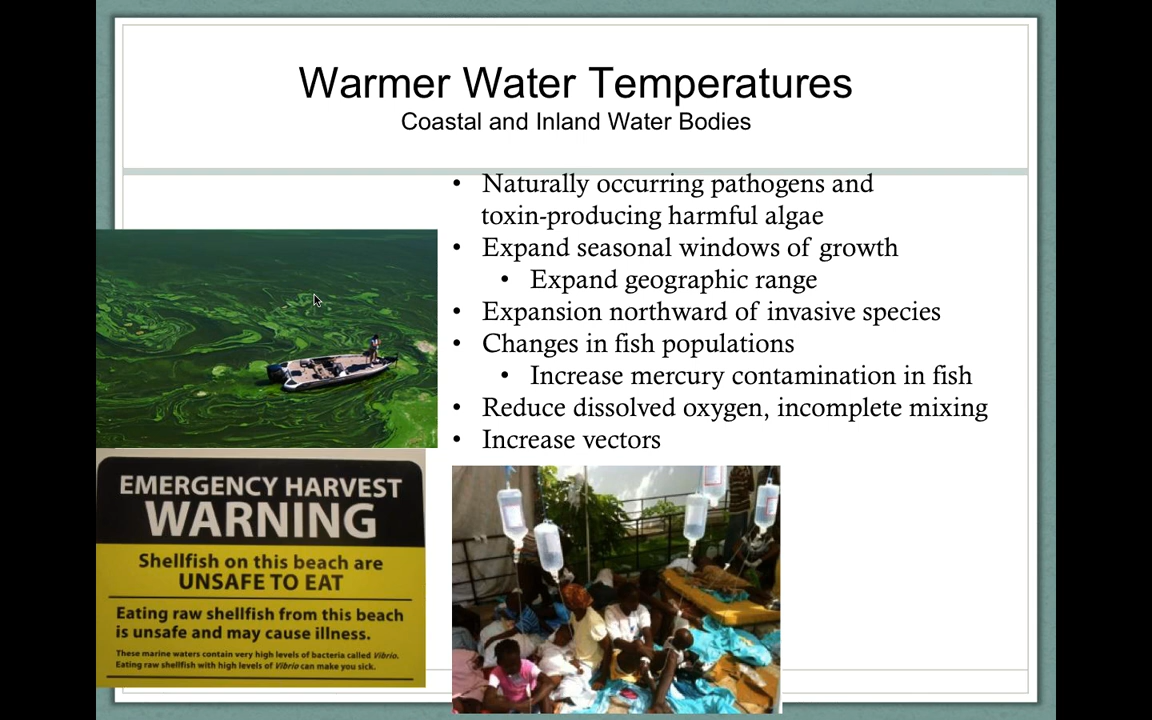 Warmer Water Temperatures
Coastal and Inland Water Bodies
• Naturally occurring pathogens and
toxin-producing harmful algae
• Expand seasonal windows of growth
• Expand geographic range
• Expansion northward of invasive species
• Changes in fish populations
• Increase mercury contamination in fish
• Reduce dissolved oxygen, incomplete mixing
• Increase vectors
EMERGENCY HARVEST
WARNING
Shellfish on this beach are
UNSAFE TO EAT
Eating raw shellfish from this beach
is unsafe and may cause illness.
These marine waters contain very high levels of bacteria called Vibrio.
Eating raw shellfish with high levels of Vibrio can make you sick.